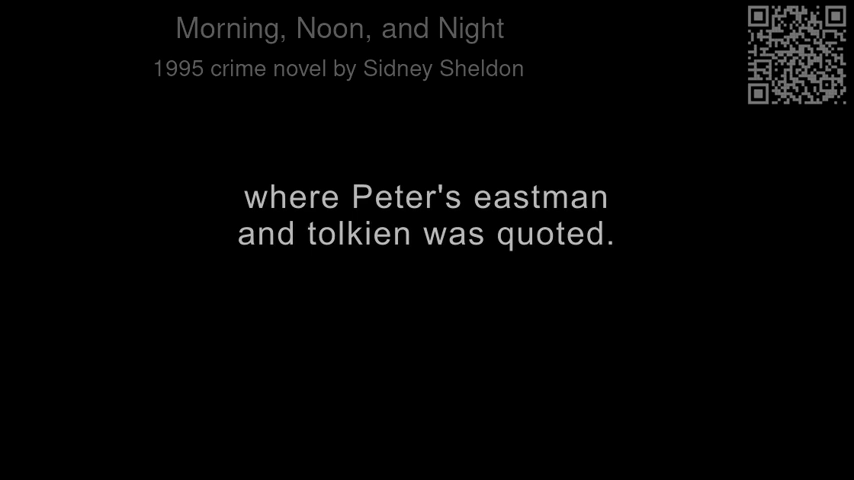 Morning, Noon, and Night
1995 crime novel by Sidney Sheldon
where Peter's eastman
and tolkien was quoted.